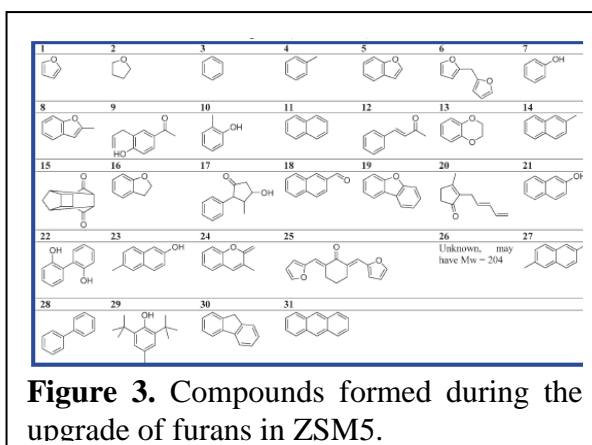 1 2 3 4 5 6 7
OH
8 9 10 11 12 13 14
O OH
HO
15 16 17 18 19 20 21
O O OH O OH
O O
22 23 24 25 26 27
OH OH O Unknown, may
OH have Mw = 204
28 29 30 31
OH
Figure 3. Compounds formed during the
upgrade of furans in ZSM5.